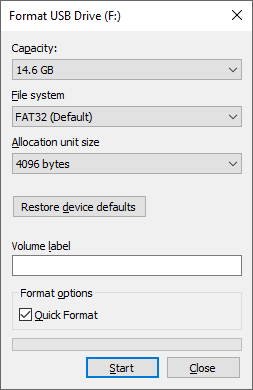 Format USB Drive (F:)
Capacity:
14.6 GB
File system
FAT32 (Default)
Allocation unit size
4096 bytes
Restore device defaults
Volume label
Format options
Quick Format
Start Close